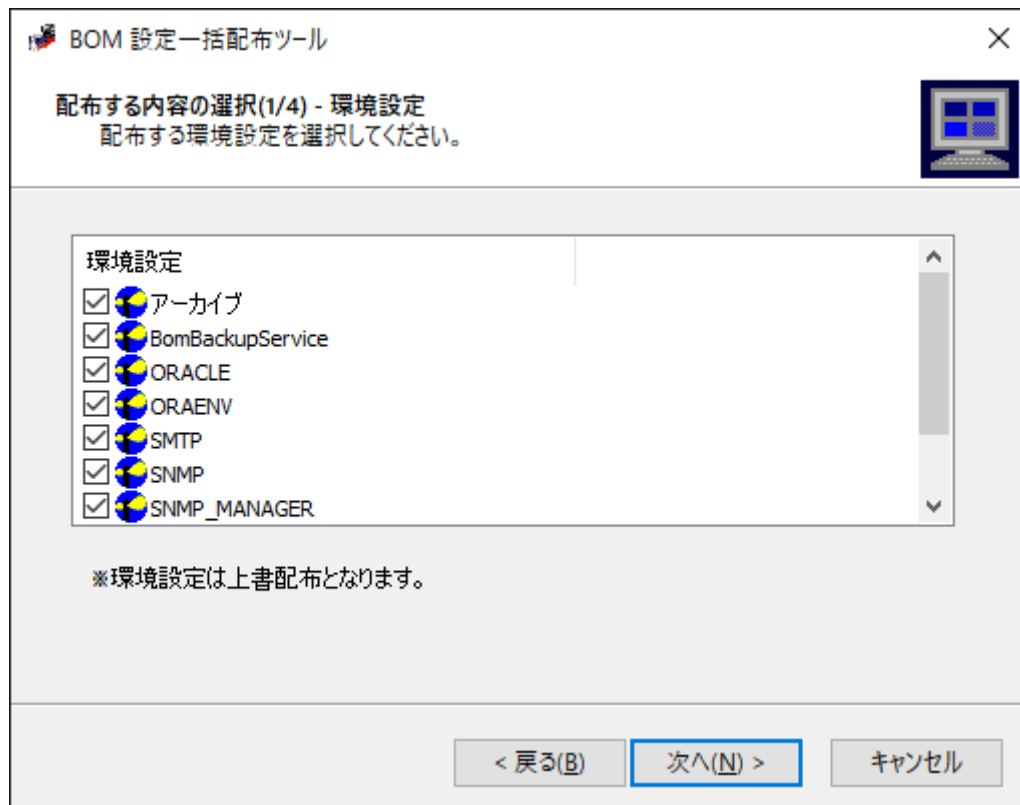 BOM 設定一括配布ツール
配布する内容の選択(1/4) - 環境設定
配布する環境設定を選択してください。
環境設定
アーカイブ
BomBackupService
ORACLE
ORAENV
SMTP
SNMP
SNMP_MANAGER
※環境設定は上書配布となります。
< 戻る(B)
次へ(N) >
キャンセル